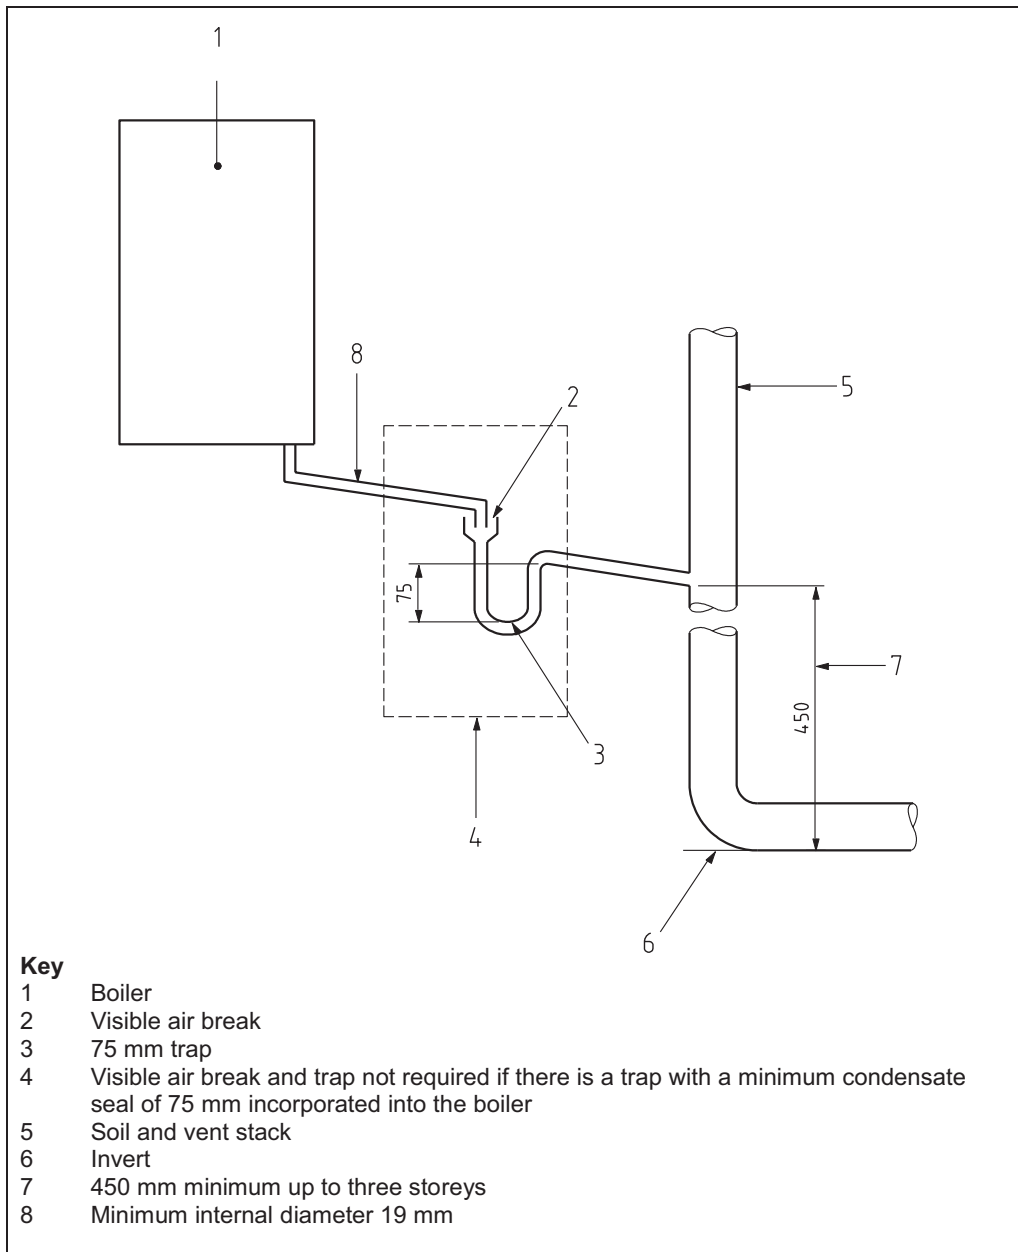 1
8
2
5
75
7
450
3
4
6
Key
1 Boiler
2 Visible air break
3 75 mm trap
4 Visible air break and trap not required if there is a trap with a minimum condensate
seal of 75 mm incorporated into the boiler
5 Soil and vent stack
6 Invert
7 450 mm minimum up to three storeys
8 Minimum internal diameter 19 mm